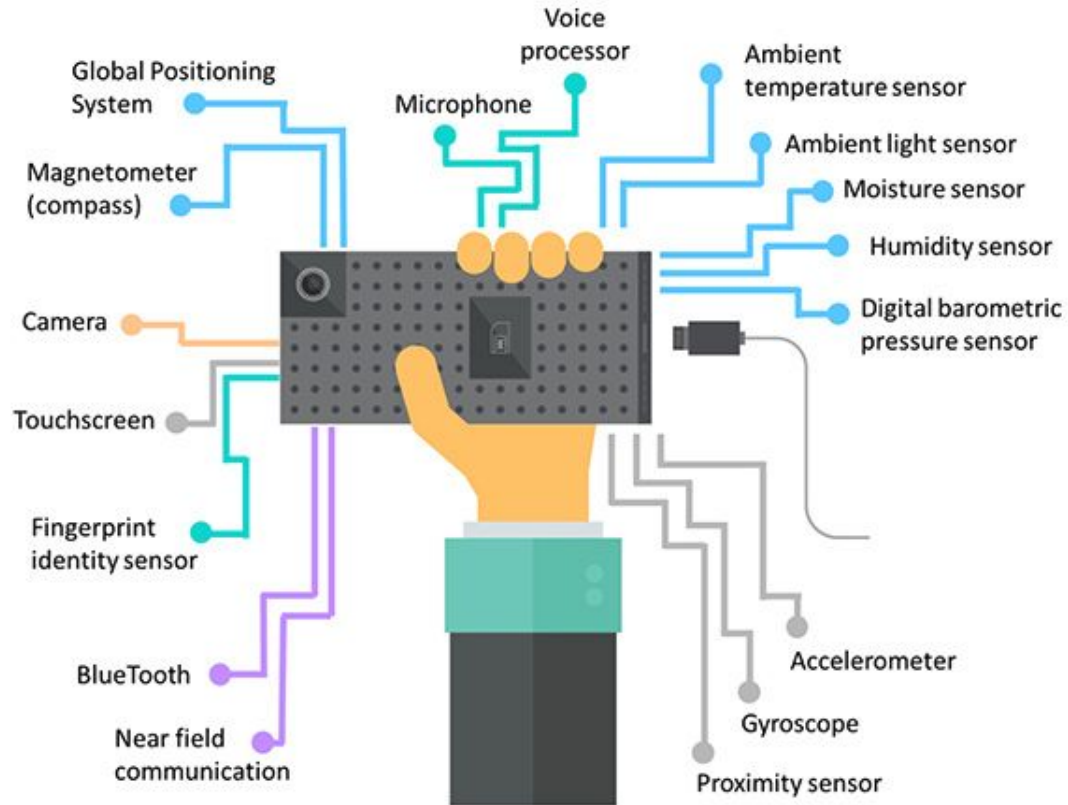 Voice
processor
Ambient
temperature sensor
Global Positioning
System
Microphone
Ambient light sensor
Magnetometer
(compass)
Moisture sensor
Humidity sensor
Camera
Digital barometric
pressure sensor
Touchscreen
Fingerprint
identity sensor
BlueTooth
Accelerometer
Near field
communication
Gyroscope
Proximity sensor